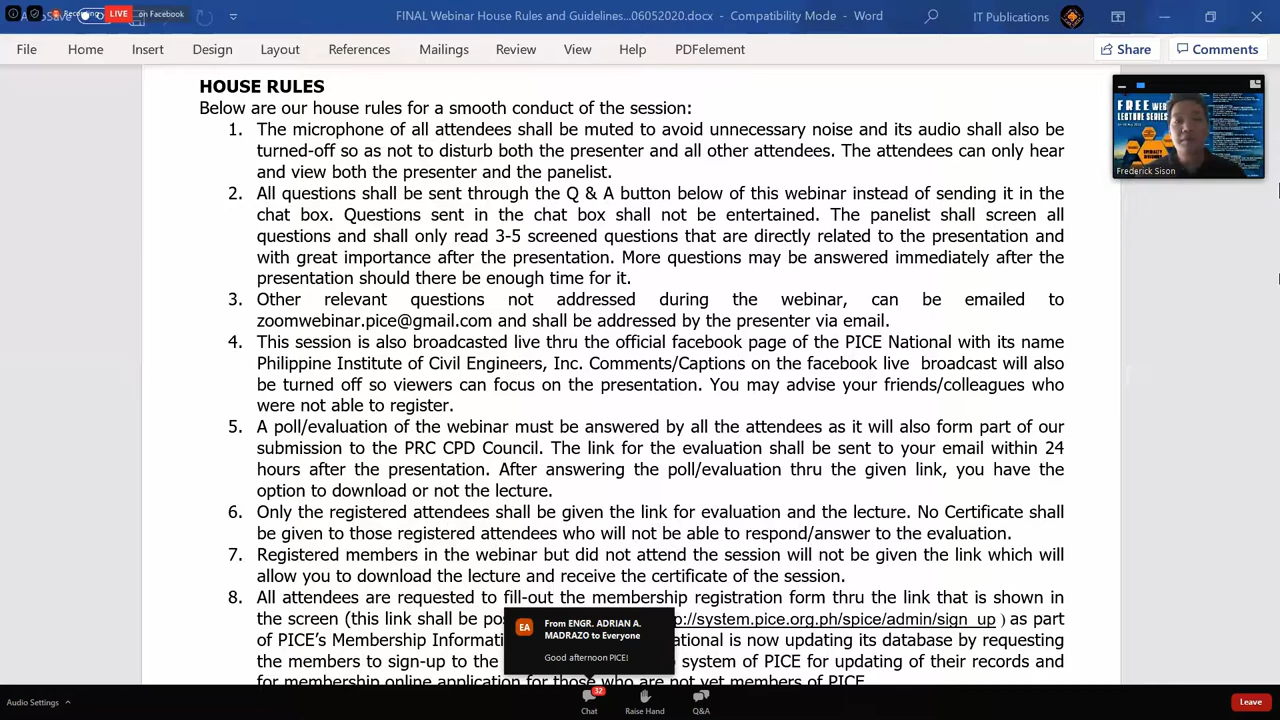 Recording
LIVE
on Facebook
FINAL Webinar House Rules and Guidelines...06052020.docx - Compatibility Mode - Word
IT Publications
File Home Insert Design Layout References Mailings Review View Help PDFelement
Share
Comments
HOUSE RULES
Below are our house rules for a smooth conduct of the session:
1. The microphone of all attendees shall be muted to avoid unnecessary noise and its audio shall also be
turned-off so as not to disturb both the presenter and all other attendees. The attendees can only hear
and view both the presenter and the panelist.
2. All questions shall be sent through the Q & A button below of this webinar instead of sending it in the
chat box. Questions sent in the chat box shall not be entertained. The panelist shall screen all
questions and shall only read 3-5 screened questions that are directly related to the presentation and
with great importance after the presentation. More questions may be answered immediately after the
presentation should there be enough time for it.
3. Other relevant questions not addressed during the webinar, can be emailed to
zoomwebinar.pice@gmail.com and shall be addressed by the presenter via email.
4. This session is also broadcasted live thru the official facebook page of the PICE National with its name
Philippine Institute of Civil Engineers, Inc. Comments/Captions on the facebook live broadcast will also
be turned off so viewers can focus on the presentation. You may advise your friends/colleagues who
were not able to register.
5. A poll/evaluation of the webinar must be answered by all the attendees as it will also form part of our
submission to the PRC CPD Council. The link for the evaluation shall be sent to your email within 24
hours after the presentation. After answering the poll/evaluation thru the given link, you have the
option to download or not the lecture.
6. Only the registered attendees shall be given the link for evaluation and the lecture. No Certificate shall
be given to those registered attendees who will not be able to respond/answer to the evaluation.
7. Registered members in the webinar but did not attend the session will not be given the link which will
allow you to download the lecture and receive the certificate of the session.
8. All attendees are requested to fill-out the membership registration form thru the link that is shown in
the screen (this link shall be pos p://system.pice.org.ph/spice/admin/sign_up ) as part
of PICE's Membership Informati ational is now updating its database by requesting
the members to sign-up to the system of PICE for updating of their records and
for membership online application for those who are not yet members of PICE.
FREE WEB
LECTURE SERIES
Frederick Sison
EA
From ENGR. ADRIAN A.
MADRAZO to Everyone
Good afternoon PICE!
Audio Settings
32
Chat
Raise Hand
Q&A
Leave